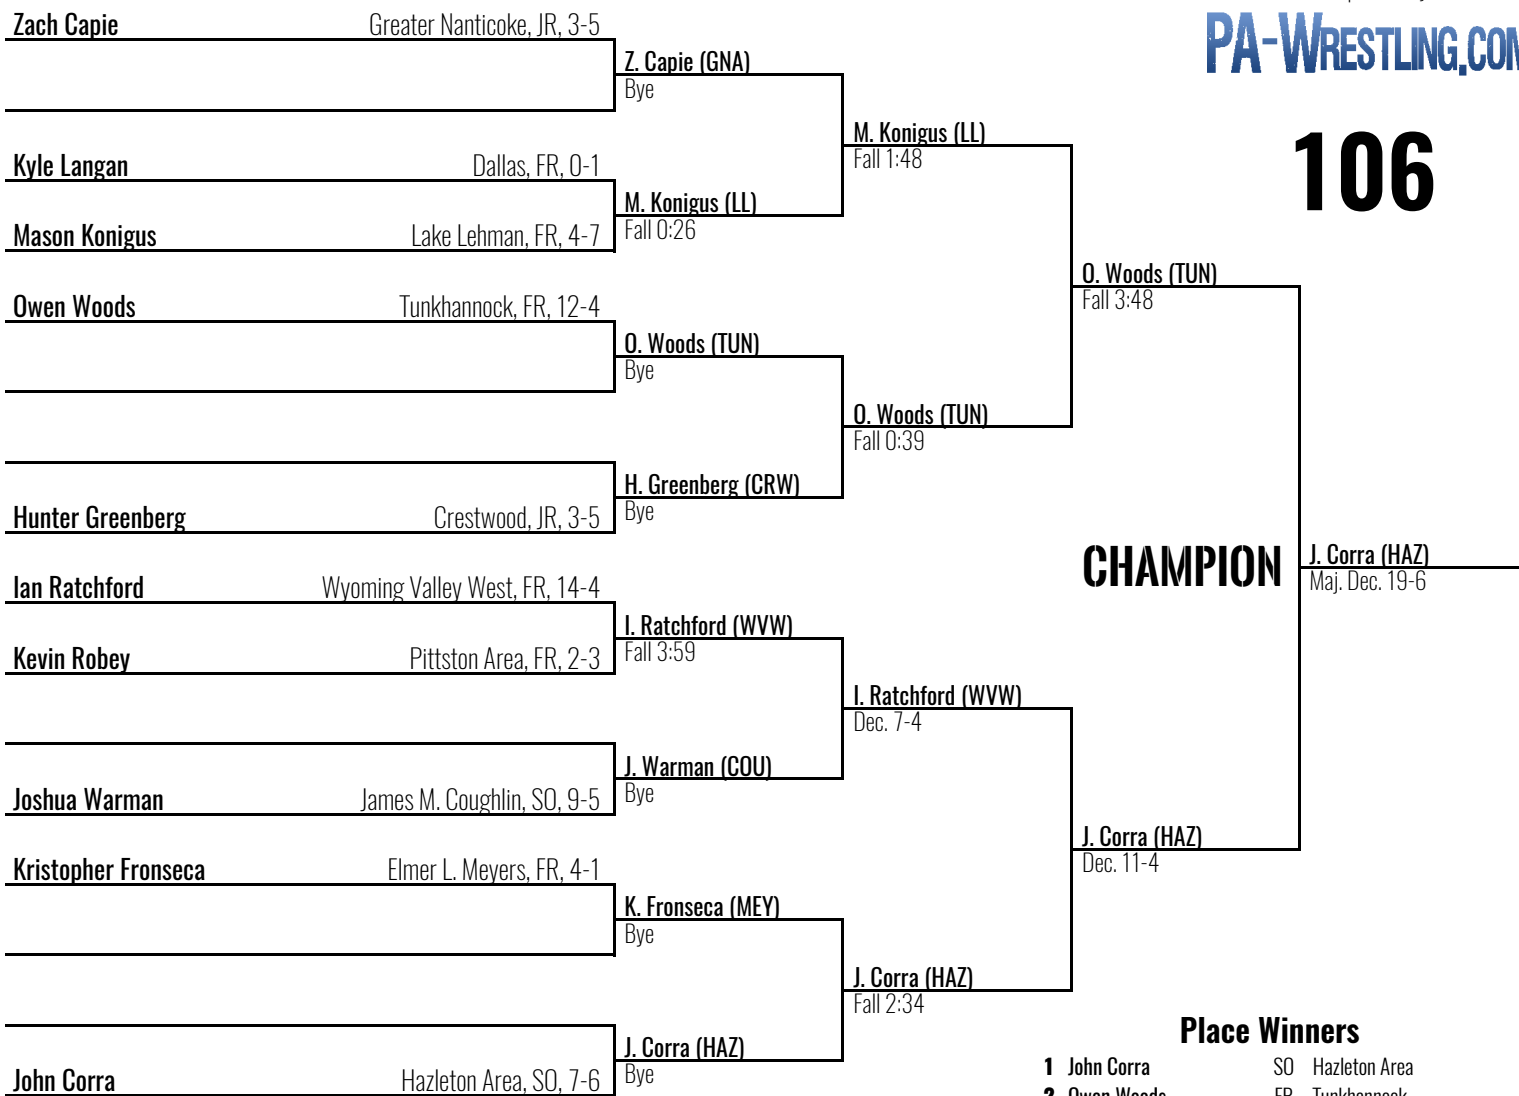 PA-WRESTLING.COM
106
Zach Capie Greater Nanticoke, JR, 3-5
Z. Capie (GNA)
Bye
M. Konigus (LL)
Fall 1:48
Kyle Langan Dallas, FR, 0-1
M. Konigus (LL)
Fall 0:26
Mason Konigus Lake Lehman, FR, 4-7
O. Woods (TUN)
Fall 3:48
Owen Woods Tunkhannock, FR, 12-4
O. Woods (TUN)
Bye
O. Woods (TUN)
Fall 0:39
H. Greenberg (CRW)
Bye
Hunter Greenberg Crestwood, JR, 3-5
CHAMPION
J. Corra (HAZ)
Maj. Dec. 19-6
Ian Ratchford Wyoming Valley West, FR, 14-4
I. Ratchford (WVW)
Fall 3:59
Kevin Robey Pittston Area, FR, 2-3
I. Ratchford (WVW)
Dec. 7-4
J. Warman (COU)
Bye
Joshua Warman James M. Coughlin, SO, 9-5
J. Corra (HAZ)
Dec. 11-4
Kristopher Fronseca Elmer L. Meyers, FR, 4-1
K. Fronseca (MEY)
Bye
J. Corra (HAZ)
Fall 2:34
J. Corra (HAZ)
Bye
John Corra Hazleton Area, SO, 7-6
Place Winners
1 John Corra SO Hazleton Area
2 Owen Woods FR Tunkhannock